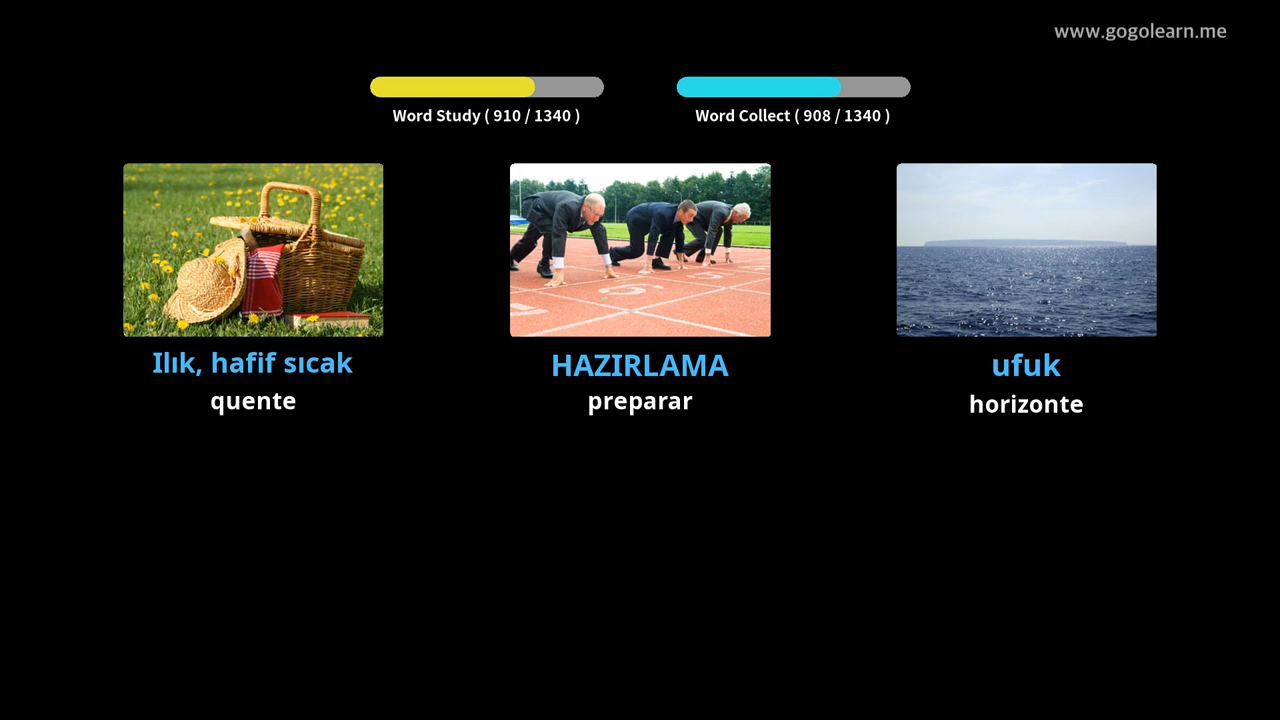 www.gogolearn.me
Word Study ( 910 / 1340 )
Word Collect ( 908 / 1340 )
Ilık, hafif sıcak
quente
HAZIRLAMA
preparar
ufuk
horizonte